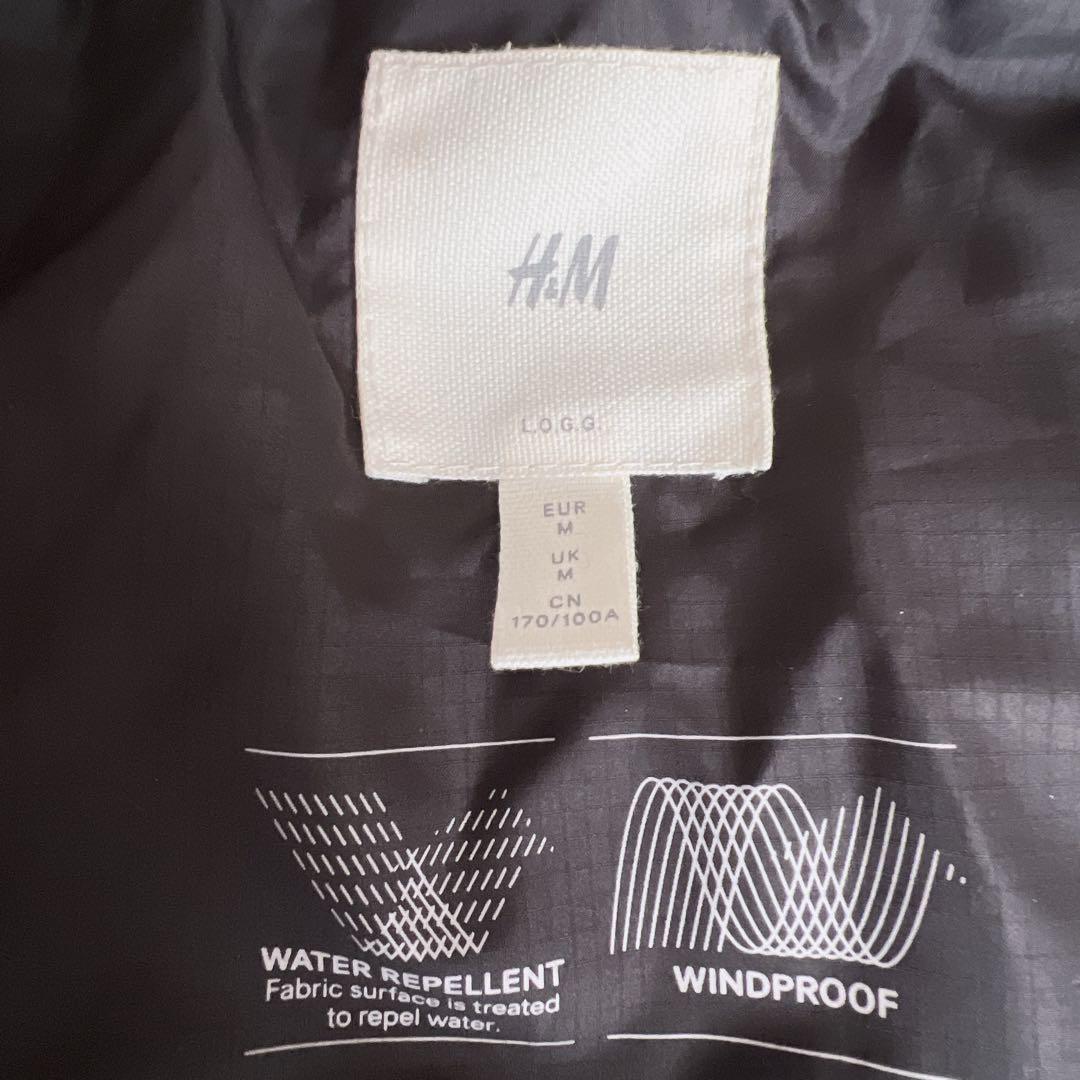 H&M
L.O.G.G.
EUR
M
UK
M
CN
170/100A
WATER REPELLENT
Fabric surface is treated
to repel water.
WINDPROOF